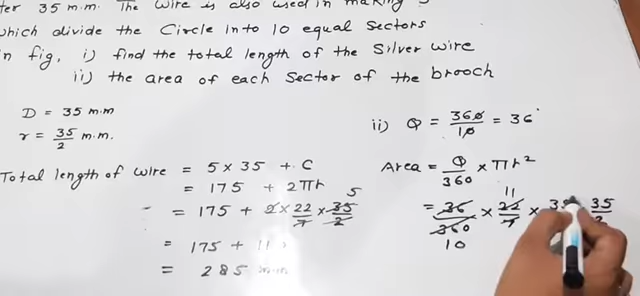 ter 35 m.m. The wire is also used in making 5
which divide the Circle into 10 equal Sectors
n fig, i) find the total length of the Silver wire
ii) the area of each Sector of the brooch
D = 35 m.m
r = 35/2 m.m.
Total length of wire = 5 × 35 + C
= 175 + 2πr
= 175 + 2 × 22/7 × 35/2 5
= 175 + 11
= 285 m.m
ii) Q = 360/10 = 36°
Area = Q/360 × πr²
= 36/360 × 22/7 × 35 35/2
11
10